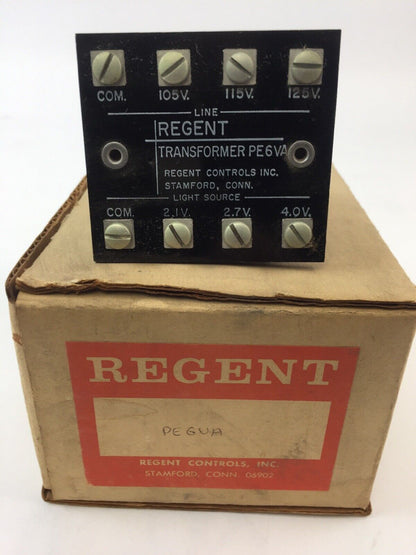 COM. 105V. 115V. 125V.
LINE
REGENT
TRANSFORMER PE6VA
REGENT CONTROLS INC.
STAMFORD, CONN.
LIGHT SOURCE
COM. 2.1V. 2.7V. 4.0V.
REGENT
PE6VA
REGENT CONTROLS, INC.
STAMFORD, CONN. 06902